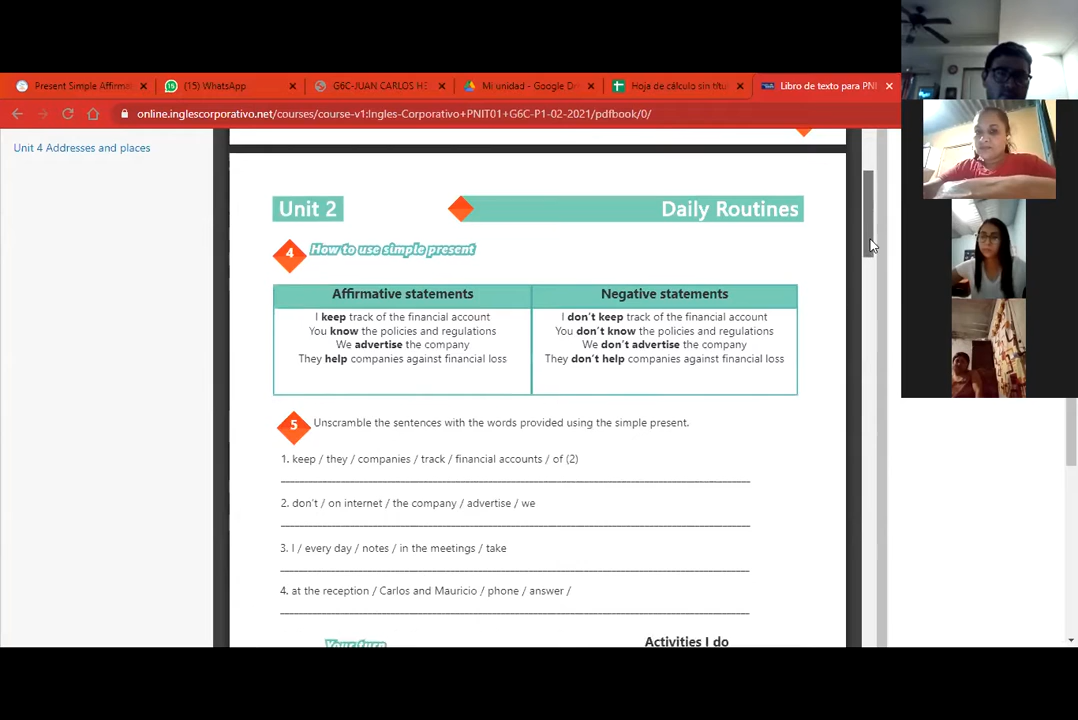 Present Simple Affirma
(15) WhatsApp
G6C-JUAN CARLOS HE
Mi unidad - Google Dr
Hoja de cálculo sin títu
Libro de texto para PNI
online.inglescorporativo.net/courses/course-v1:Ingles-Corporativo+PNIT01+G6C-P1-02-2021/pdfbook/0/
Unit 4 Addresses and places
Unit 2
Daily Routines
4 How to use simple present
Affirmative statements
I keep track of the financial account
You know the policies and regulations
We advertise the company
They help companies against financial loss
Negative statements
I don't keep track of the financial account
You don't know the policies and regulations
We don't advertise the company
They don't help companies against financial loss
5 Unscramble the sentences with the words provided using the simple present.
1. keep / they / companies / track / financial accounts / of (2)
2. don't / on internet / the company / advertise / we
3. I / every day / notes / in the meetings / take
4. at the reception / Carlos and Mauricio / phone / answer /
Your turn
Activities I do